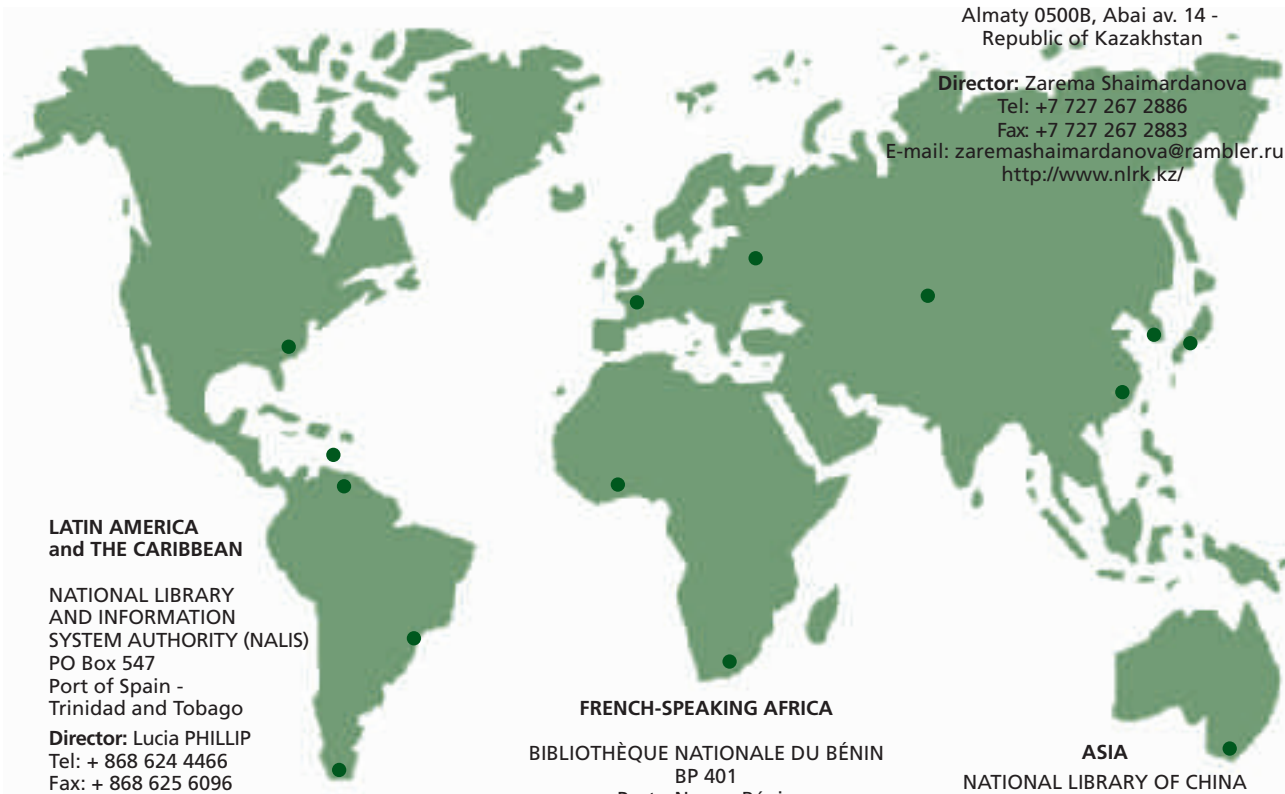 Almaty 0500B, Abai av. 14 -
Republic of Kazakhstan
Director: Zarema Shaimardanova
Tel: +7 727 267 2886
Fax: +7 727 267 2883
E-mail: zaremashaimardanova@rambler.ru
http://www.nlrk.kz/
LATIN AMERICA
and THE CARIBBEAN
NATIONAL LIBRARY
AND INFORMATION
SYSTEM AUTHORITY (NALIS)
PO Box 547
Port of Spain -
Trinidad and Tobago
Director: Lucia PHILLIP
Tel: + 868 624 4466
Fax: + 868 625 6096
FRENCH-SPEAKING AFRICA
BIBLIOTHÈQUE NATIONALE DU BÉNIN
BP 401
ASIA
NATIONAL LIBRARY OF CHINA